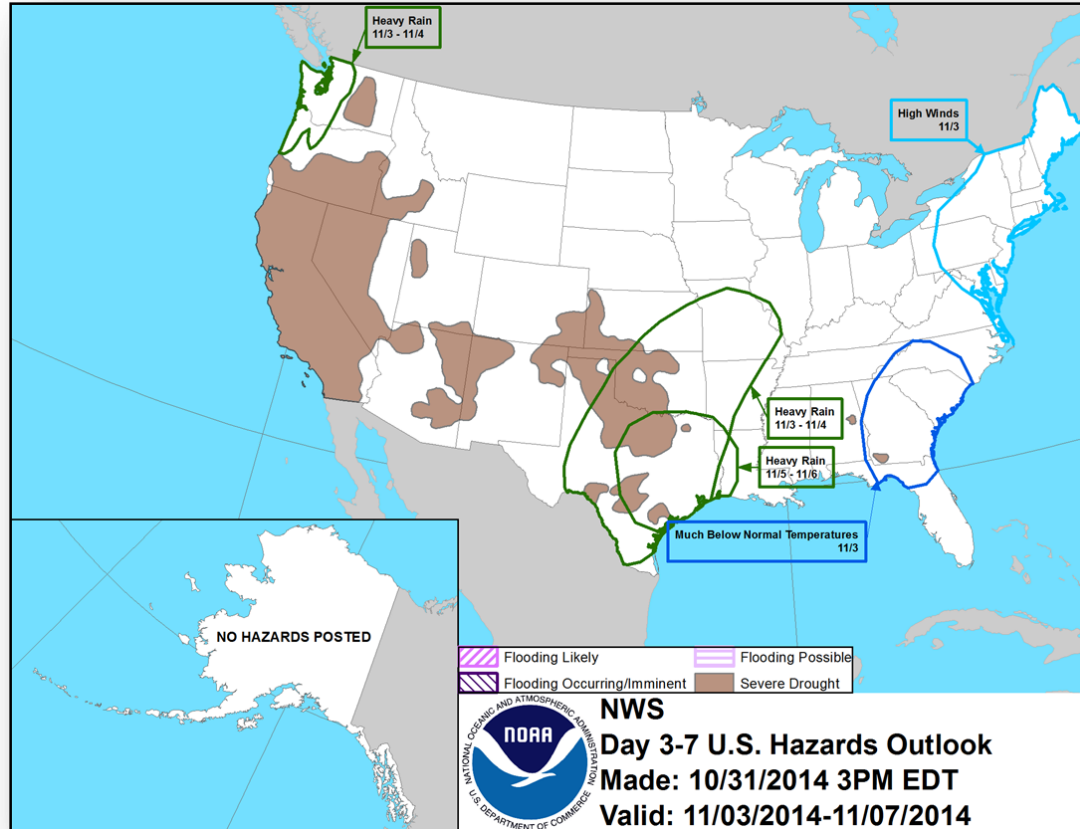 Heavy Rain
11/3 - 11/4
High Winds
11/3
Heavy Rain
11/3 - 11/4
Heavy Rain
11/5 - 11/6
Much Below Normal Temperatures
11/3
NO HAZARDS POSTED
Flooding Likely
Flooding Possible
Flooding Occurring/Imminent
Severe Drought
NATIONAL OCEANIC AND ATMOSPHERIC ADMINISTRATION
NOAA
U.S. DEPARTMENT OF COMMERCE
NWS
Day 3-7 U.S. Hazards Outlook
Made: 10/31/2014 3PM EDT
Valid: 11/03/2014-11/07/2014